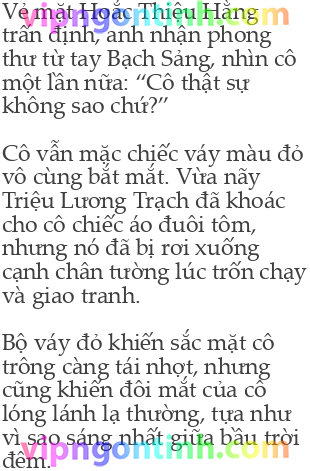 Vẻ mặt Hoắc Thiệu Hằng
trấn định, anh nhận phong
thư từ tay Bạch Sảng, nhìn cô
một lần nữa: “Cô thật sự
không sao chứ?”
Cô vẫn mặc chiếc váy màu đỏ
vô cùng bắt mắt. Vừa nãy
Triệu Lương Trạch đã khoác
cho cô chiếc áo đuôi tôm,
nhưng nó đã bị rơi xuống
cạnh chân tường lúc trốn chạy
và giao tranh.
Bộ váy đỏ khiến sắc mặt cô
trông càng tái nhợt, nhưng
cũng khiến đôi mắt của cô
lóng lánh lạ thường, tựa như
vì sao sáng nhất giữa bầu trời
đêm.
vipngontinh.com
vipngontinh.com